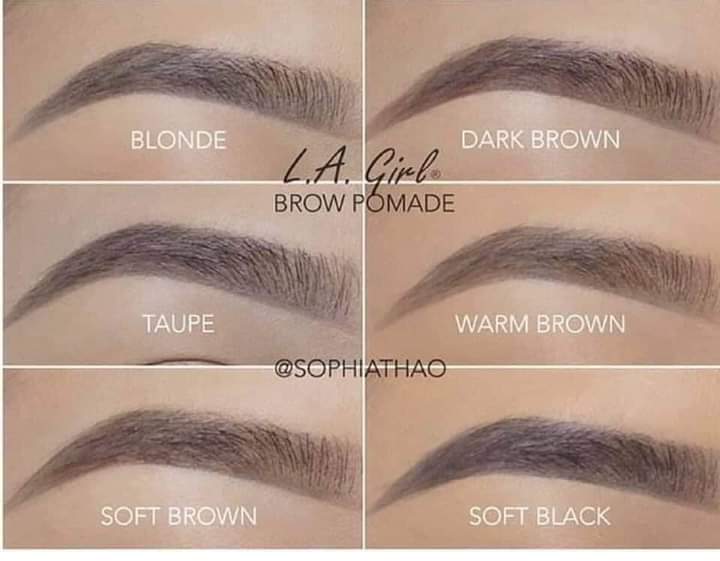 BLONDE
DARK BROWN
L.A. Girl®
BROW POMADE
TAUPE
WARM BROWN
@SOPHIATHAO
SOFT BROWN
SOFT BLACK